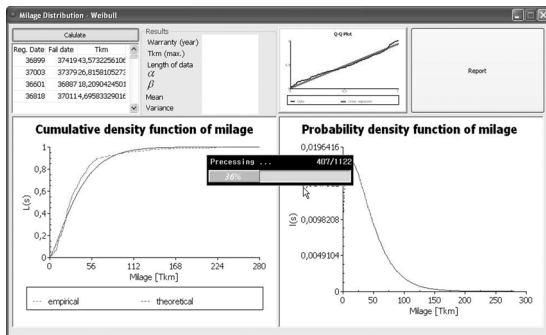 Milage Distribution - Weibull
Calulate
Reg. Date Fal date Tkm
36899 37419 43,5732256106
37003 37379 26,8158105273
36601 36887 18,2090424501
36818 37011 4,69583329016
Results
Warranty (year)
Tkm (max.)
Length of data
α
β
Mean
Variance
Q-Q Plot
Report
Cumulative density function of milage
1
0,8
0,6
0,4
0,2
0
L(s)
0 56 112 168 224 280
Milage [Tkm]
--- empirical --- theoretical
Precessing ... 407/1122
36%
Probability density function of milage
0,0196416
0,0098208
0,0049104
0
l(s)
0 50 100 150 200 250 300
Milage [Tkm]